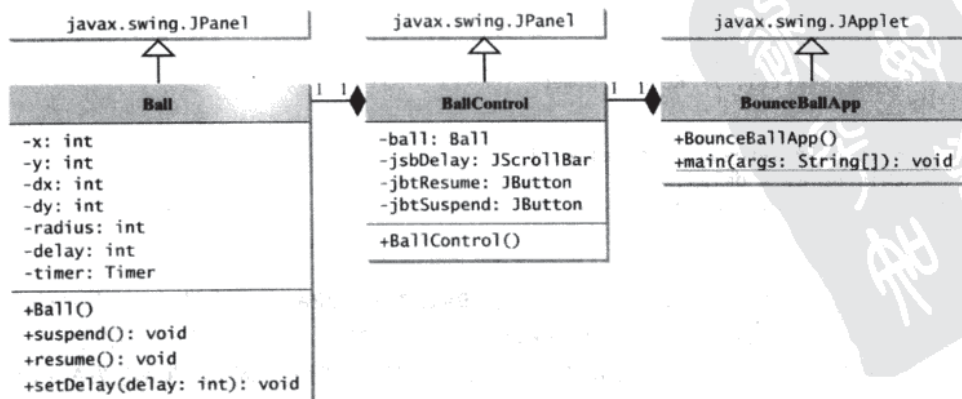 javax.swing.JPanel
Ball
-x: int
-y: int
-dx: int
-dy: int
-radius: int
-delay: int
-timer: Timer
+Ball()
+suspend(): void
+resume(): void
+setDelay(delay: int): void
1 1
javax.swing.JPanel
BallControl
-ball: Ball
-jsbDelay: JScrollBar
-jbtResume: JButton
-jbtSuspend: JButton
+BallControl()
1 1
javax.swing.JApplet
BounceBallApp
+BounceBallApp()
+main(args: String[]): void